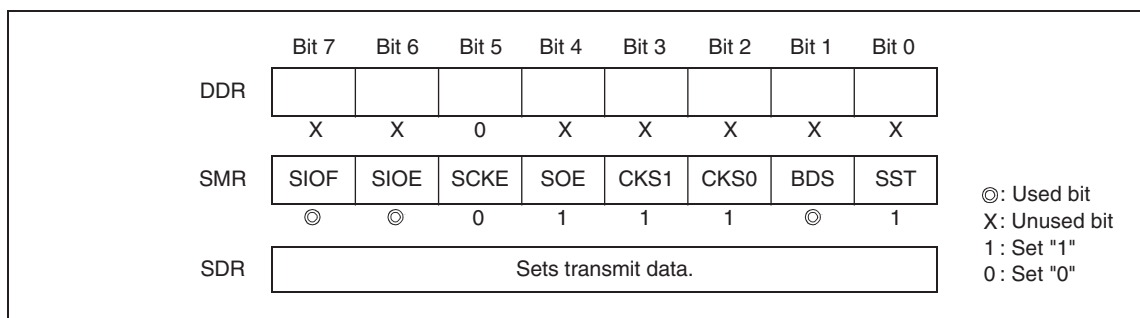 Bit 7 Bit 6 Bit 5 Bit 4 Bit 3 Bit 2 Bit 1 Bit 0
DDR
X X 0 X X X X X
SMR SIOF SIOE SCKE SOE CKS1 CKS0 BDS SST
◎ ◎ 0 1 1 1 ◎ 1
SDR Sets transmit data.
◎: Used bit
X: Unused bit
1: Set "1"
0: Set "0"